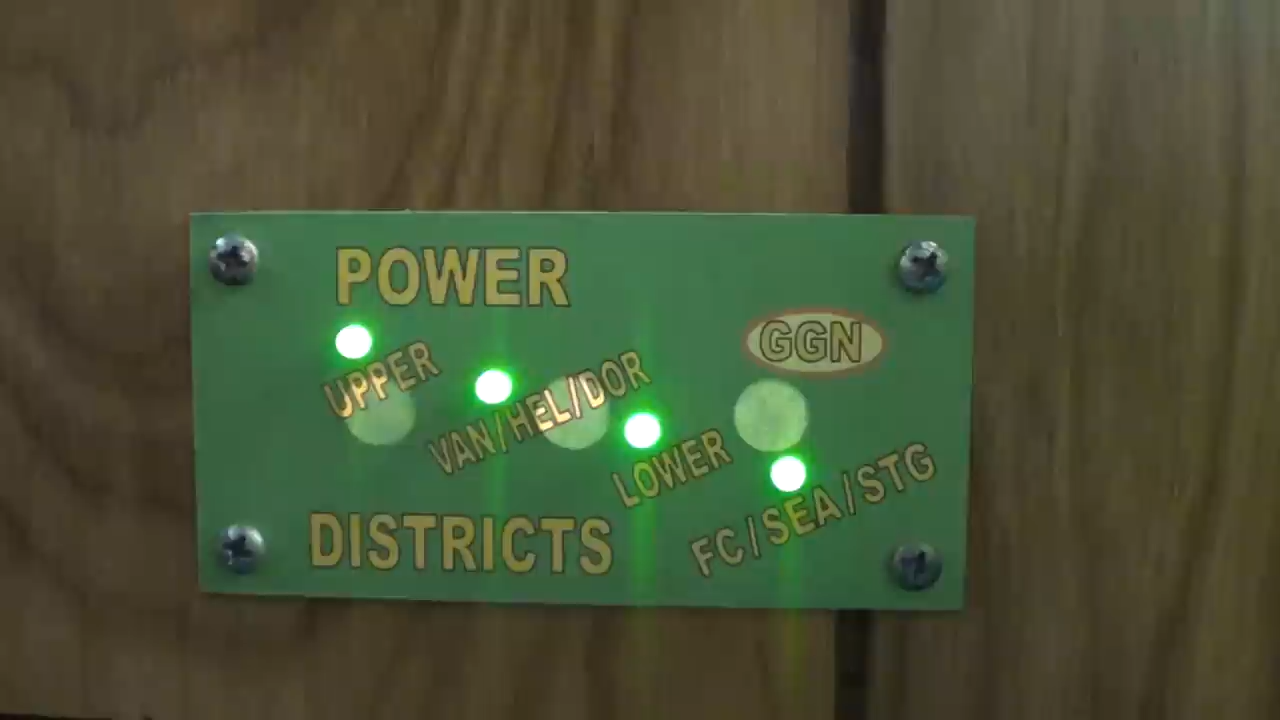 POWER
GGN
UPPER
VAN/HEL/DOR
LOWER
FC/SEA/STG
DISTRICTS